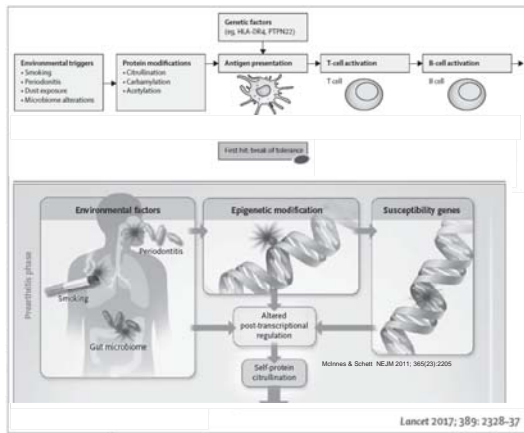 Genetic factors
(eg, HLA-DR4, PTPN22)
Environmental triggers
• Smoking
• Periodonitis
• Dust exposure
• Microbiome alterations
Protein modifications
• Citrullination
• Carbamylation
• Acetylation
Antigen presentation
T-cell activation
T cell
B-cell activation
B cell
First hit: break of tolerance
Prearthritis phase
Environmental factors
Periodontitis
Smoking
Gut microbiome
Epigenetic modification
Susceptibility genes
Altered
post-transcriptional
regulation
McInnes & Schett NEJM 2011; 365(23):2205
Self-protein
citrullination
Lancet 2017; 389: 2328-37